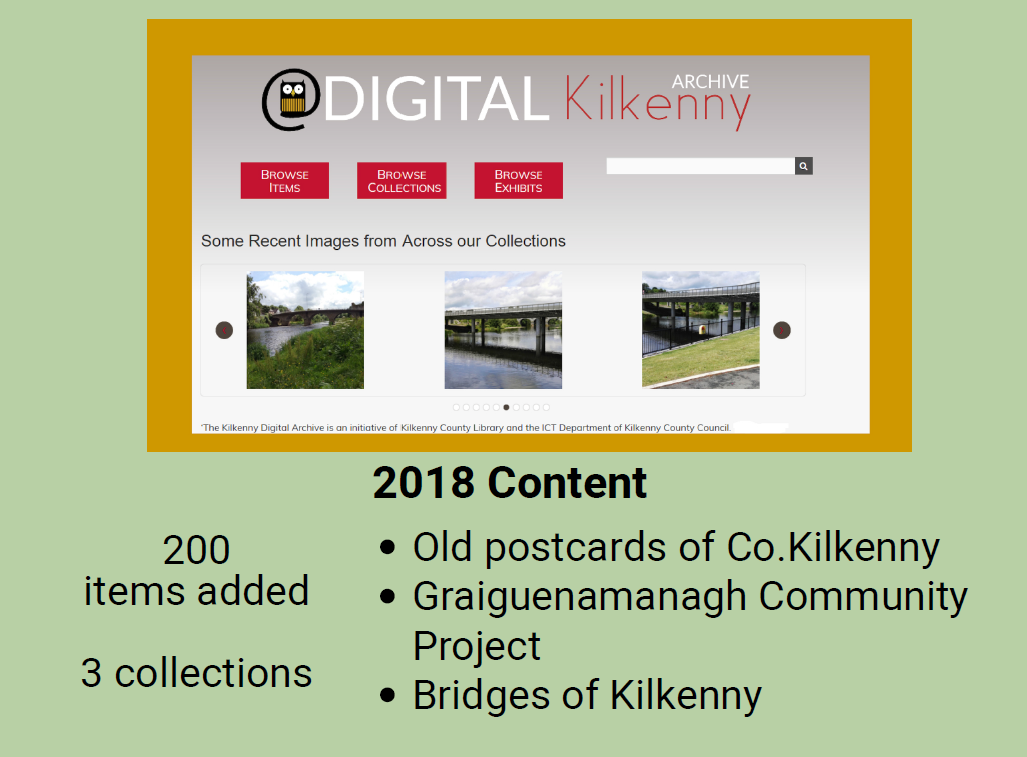 @DIGITAL Kilkenny ARCHIVE
BROWSE ITEMS
BROWSE COLLECTIONS
BROWSE EXHIBITS
Some Recent Images from Across our Collections
'The Kilkenny Digital Archive is an initiative of Kilkenny County Library and the ICT Department of Kilkenny County Council.
2018 Content
200
items added
3 collections
• Old postcards of Co.Kilkenny
• Graiguenamanagh Community
Project
• Bridges of Kilkenny